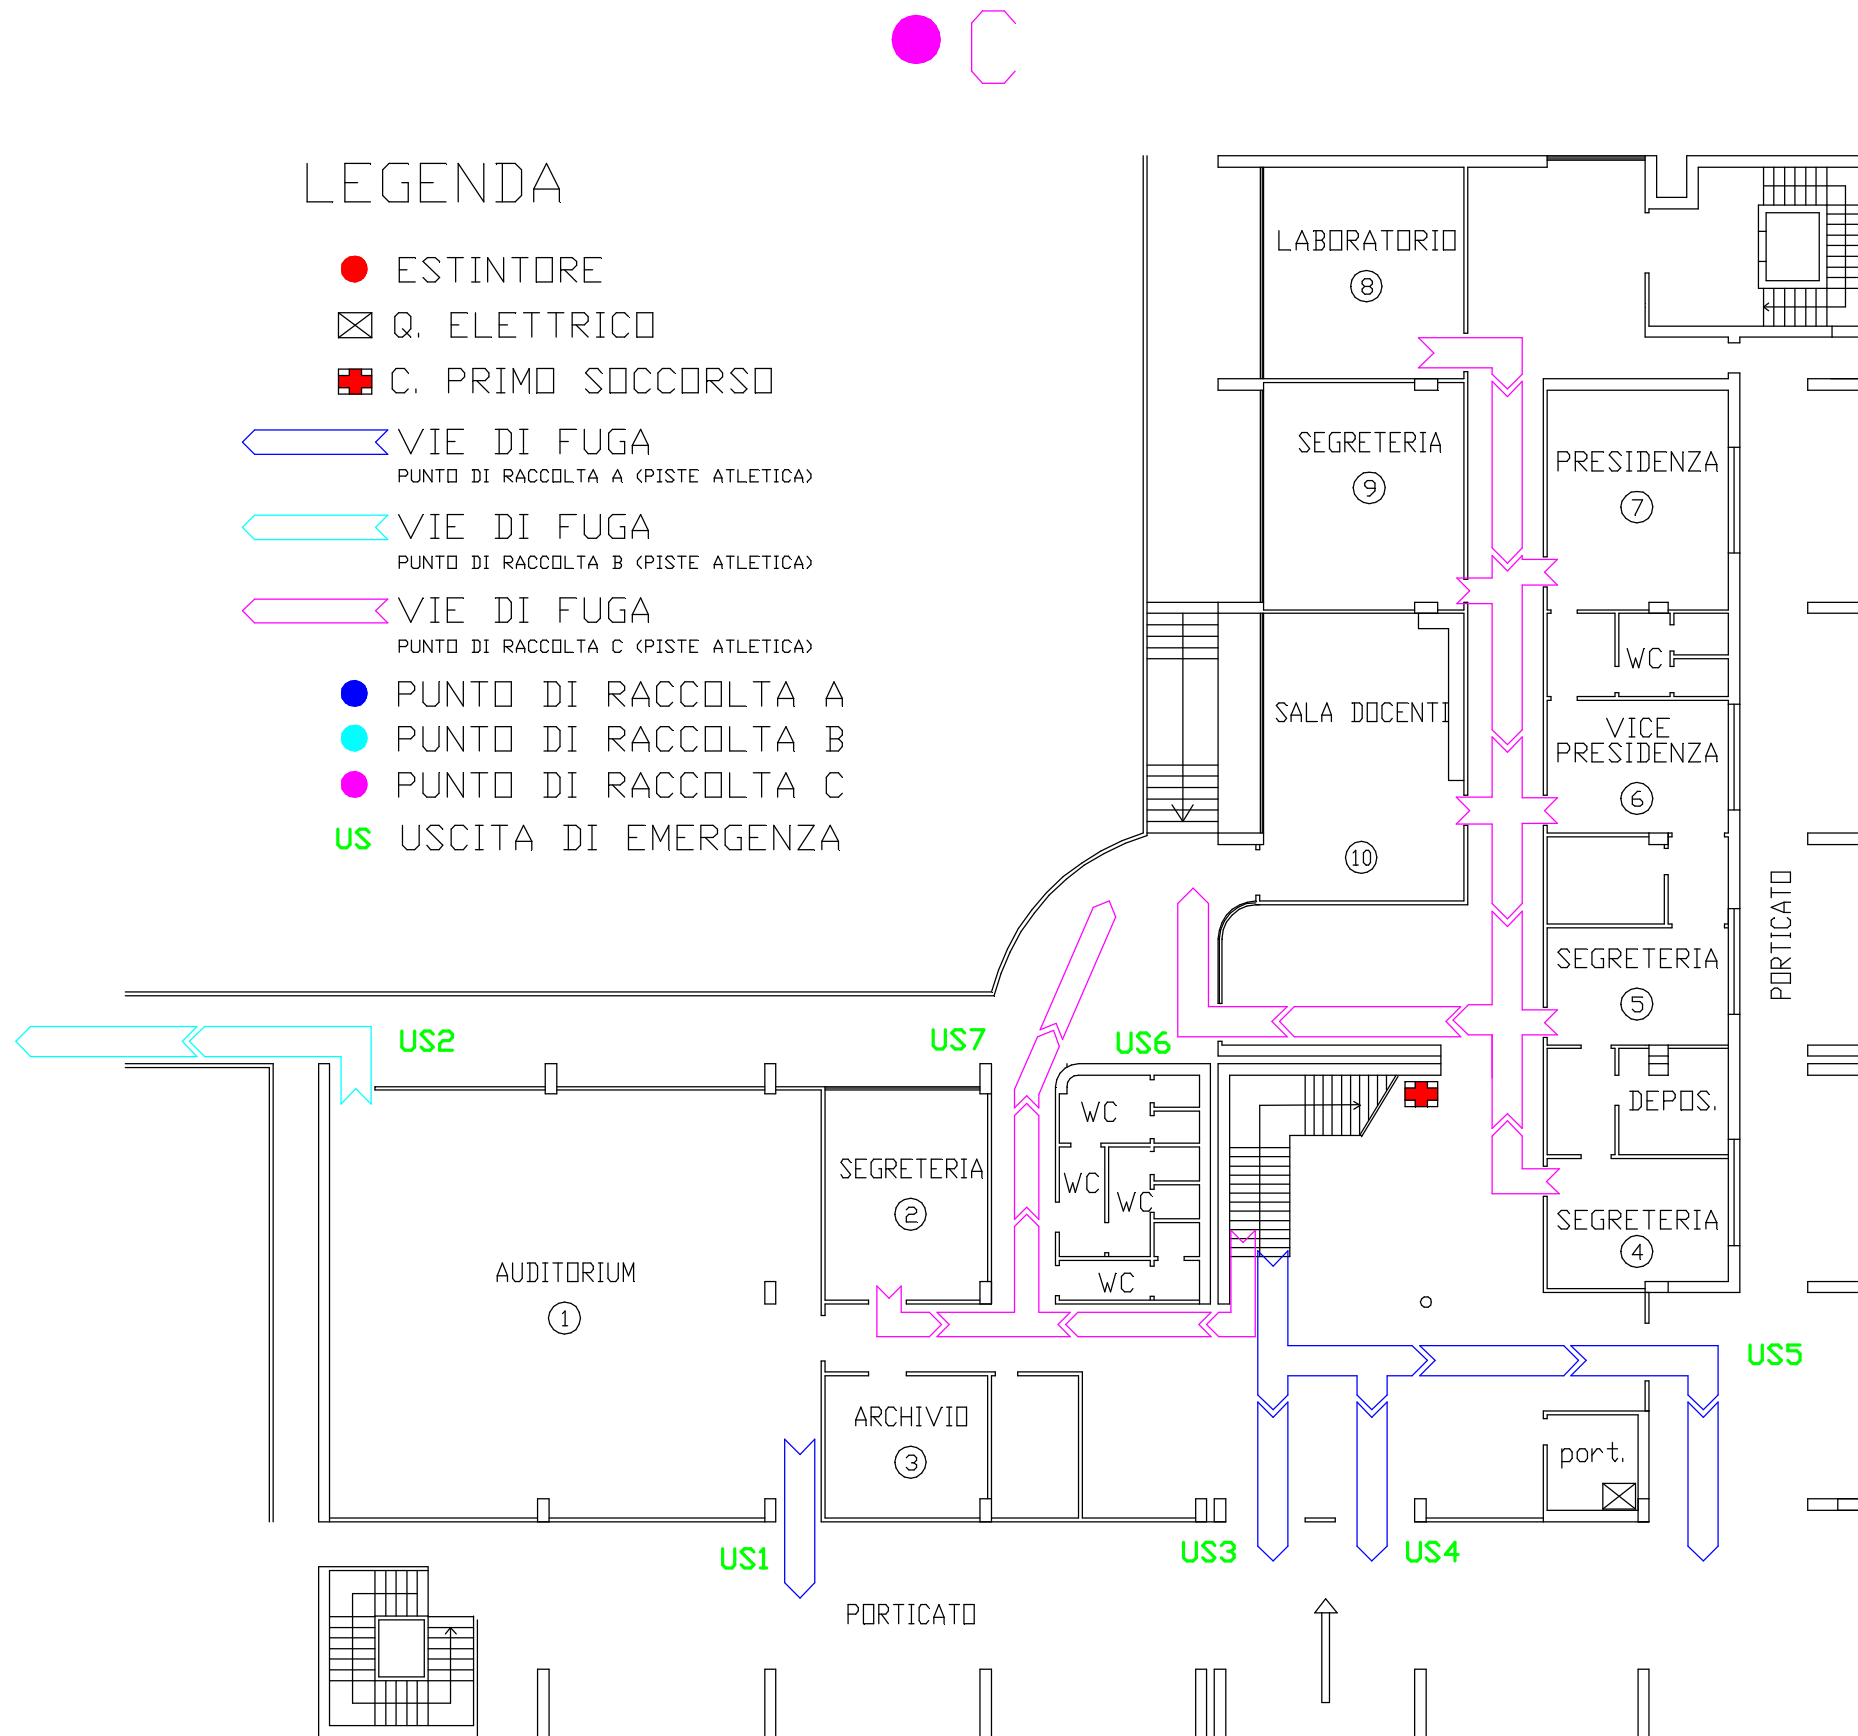 C
LEGENDA
ESTINTORE
Q. ELETTRICO
C. PRIMO SOCCORSO
VIE DI FUGA
PUNTO DI RACCOLTA A (PISTE ATLETICA)
VIE DI FUGA
PUNTO DI RACCOLTA B (PISTE ATLETICA)
VIE DI FUGA
PUNTO DI RACCOLTA C (PISTE ATLETICA)
PUNTO DI RACCOLTA A
PUNTO DI RACCOLTA B
PUNTO DI RACCOLTA C
US USCITA DI EMERGENZA
LABORATORIO
8
SEGRETERIA
9
PRESIDENZA
7
WC
SALA DOCENTI
10
VICE
PRESIDENZA
6
PORTICATO
SEGRETERIA
5
DEPOS.
SEGRETERIA
4
US2
US7
US6
WC
WC
WC
WC
SEGRETERIA
2
AUDITORIUM
1
ARCHIVIO
3
US5
port.
US1
US3
US4
PORTICATO